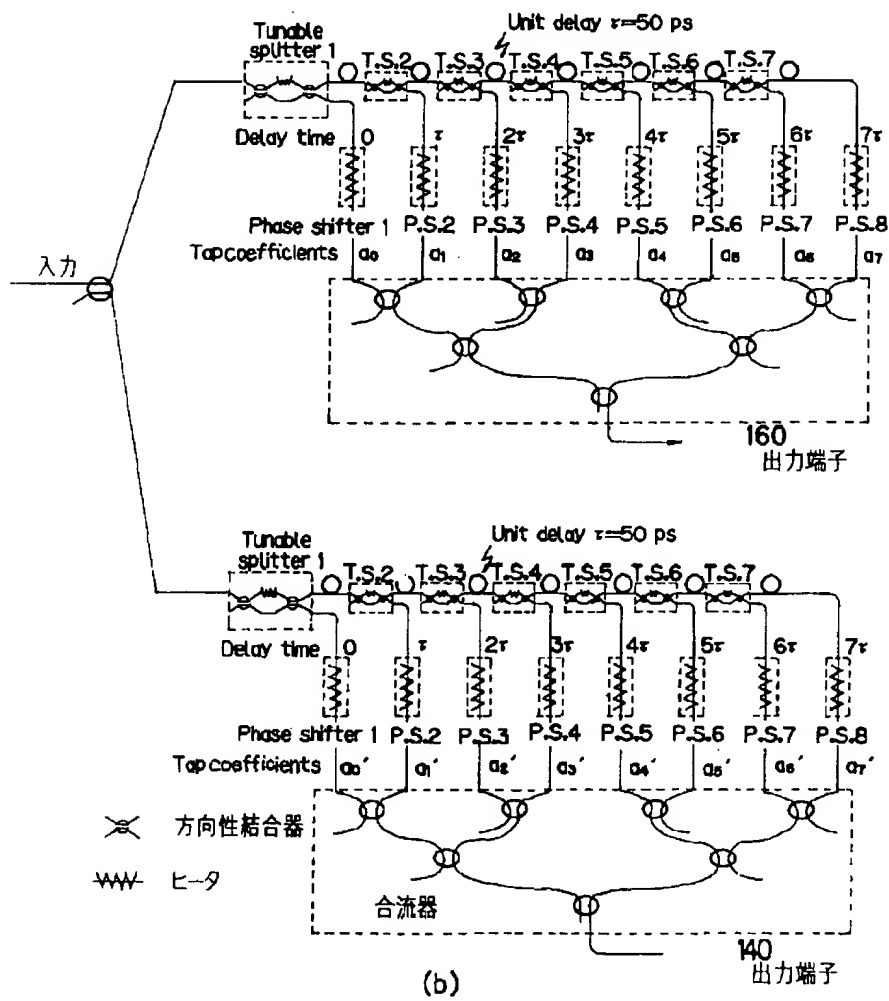 Unit delay τ=50 ps
Tunable
splitter 1
T.S.2 T.S.3 T.S.4 T.S.5 T.S.6 T.S.7
Delay time 0 τ 2τ 3τ 4τ 5τ 6τ 7τ
Phase shifter 1 P.S.2 P.S.3 P.S.4 P.S.5 P.S.6 P.S.7 P.S.8
Tap coefficients a0 a1 a2 a3 a4 a5 a6 a7
入力
160
出力端子
Unit delay τ=50 ps
Tunable
splitter 1
T.S.2 T.S.3 T.S.4 T.S.5 T.S.6 T.S.7
Delay time 0 τ 2τ 3τ 4τ 5τ 6τ 7τ
Phase shifter 1 P.S.2 P.S.3 P.S.4 P.S.5 P.S.6 P.S.7 P.S.8
Tap coefficients a0' a1' a2' a3' a4' a5' a6' a7'
方向性結合器
ヒータ
合流器
140
出力端子
(b)